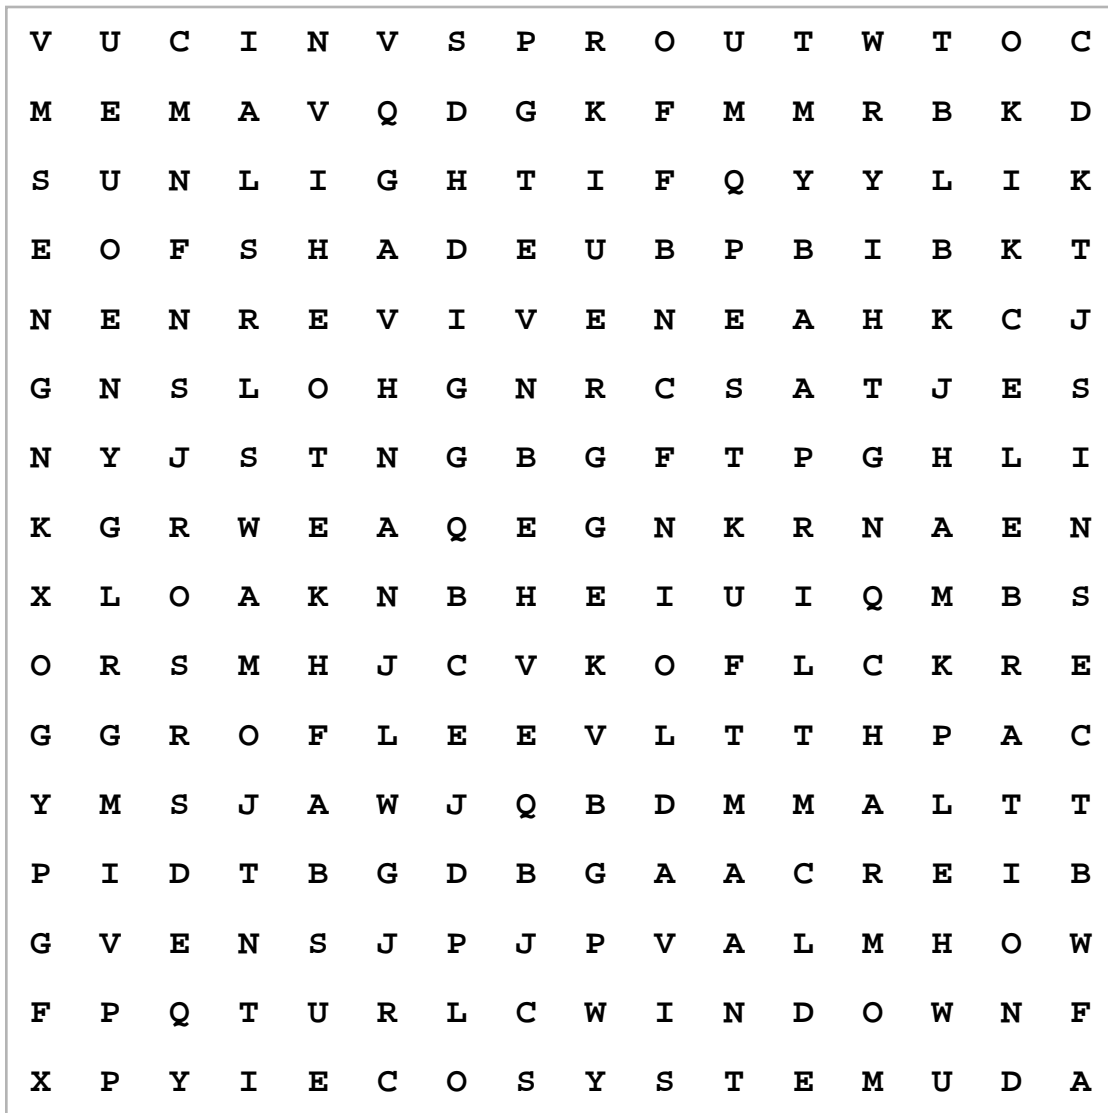 V U C I N V S P R O U T W T O C
M E M A V Q D G K F M M R B K D
S U N L I G H T I F Q Y Y L I K
E O F S H A D E U B P B I B K T
N E N R E V I V E N E A H K C J
G N S L O H G N R C S A T J E S
N Y J S T N G B G F T P G H L I
K G R W E A Q E G N K R N A E N
X L O A K N B H E I U I Q M B S
O R S M H J C V K O F L C K R E
G G R O F L E E V L T T H P A C
Y M S J A W J Q B D M M A L T T
P I D T B G D B G A A C R E I B
G V E N S J P J P V A L M H O W
F P Q T U R L C W I N D O W N F
X P Y I E C O S Y S T E M U D A